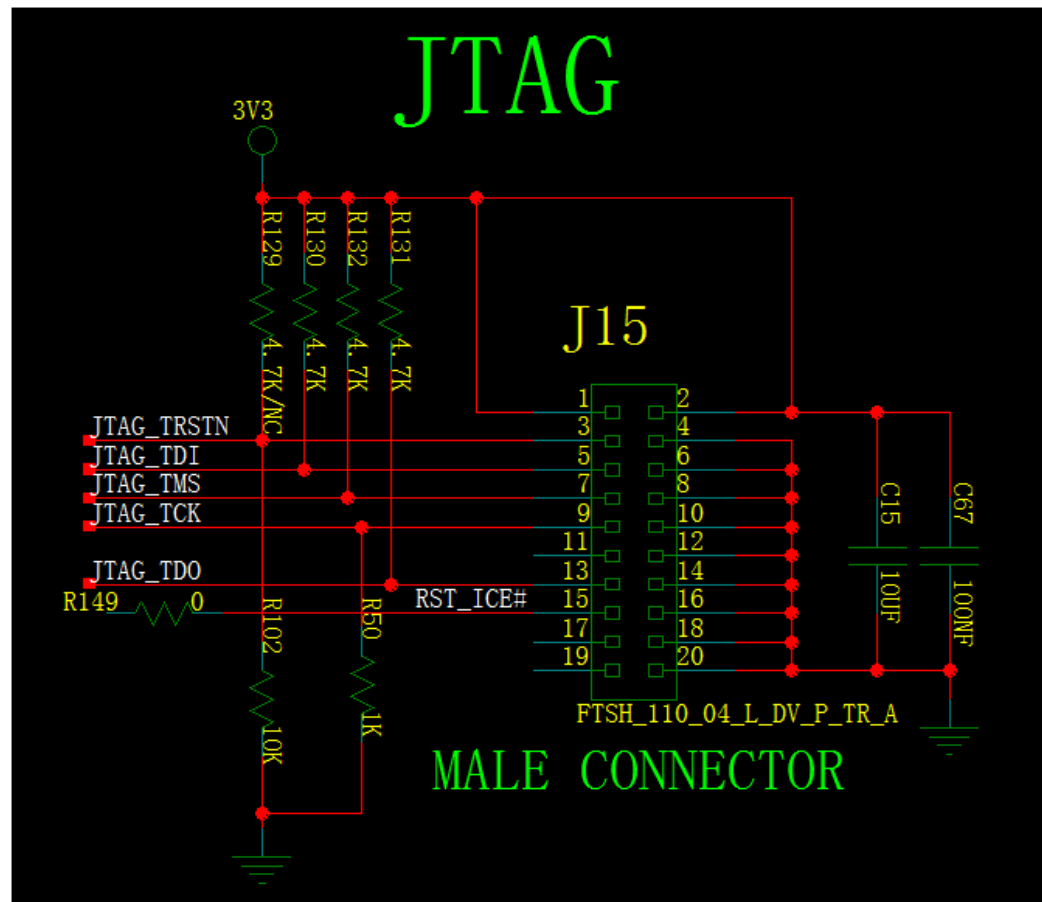 JTAG
3V3
R129
R130
R132
R131
4.7K/NC
4.7K
4.7K
4.7K
J15
1 2
3 4
5 6
7 8
9 10
11 12
13 14
15 16
17 18
19 20
JTAG_TRSTN
JTAG_TDI
JTAG_TMS
JTAG_TCK
JTAG_TDO
R149 0
RST_ICE#
R102
10K
R50
1K
C15
10UF
C67
100NF
FTSH_110_04_L_DV_P_TR_A
MALE CONNECTOR